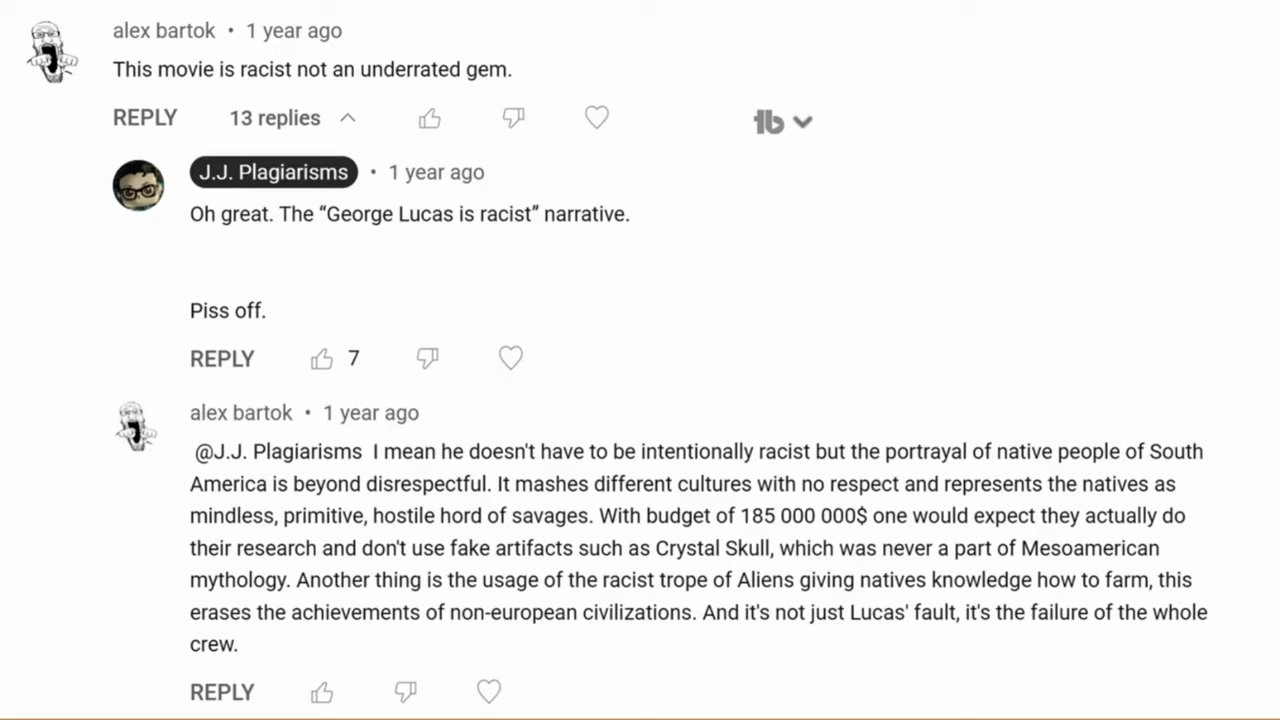 alex bartok • 1 year ago
This movie is racist not an underrated gem.
REPLY 13 replies
tb
J.J. Plagiarisms • 1 year ago
Oh great. The “George Lucas is racist” narrative.
Piss off.
REPLY 7
alex bartok • 1 year ago
@J.J. Plagiarisms I mean he doesn't have to be intentionally racist but the portrayal of native people of South
America is beyond disrespectful. It mashes different cultures with no respect and represents the natives as
mindless, primitive, hostile hord of savages. With budget of 185 000 000$ one would expect they actually do
their research and don't use fake artifacts such as Crystal Skull, which was never a part of Mesoamerican
mythology. Another thing is the usage of the racist trope of Aliens giving natives knowledge how to farm, this
erases the achievements of non-european civilizations. And it's not just Lucas' fault, it's the failure of the whole
crew.
REPLY